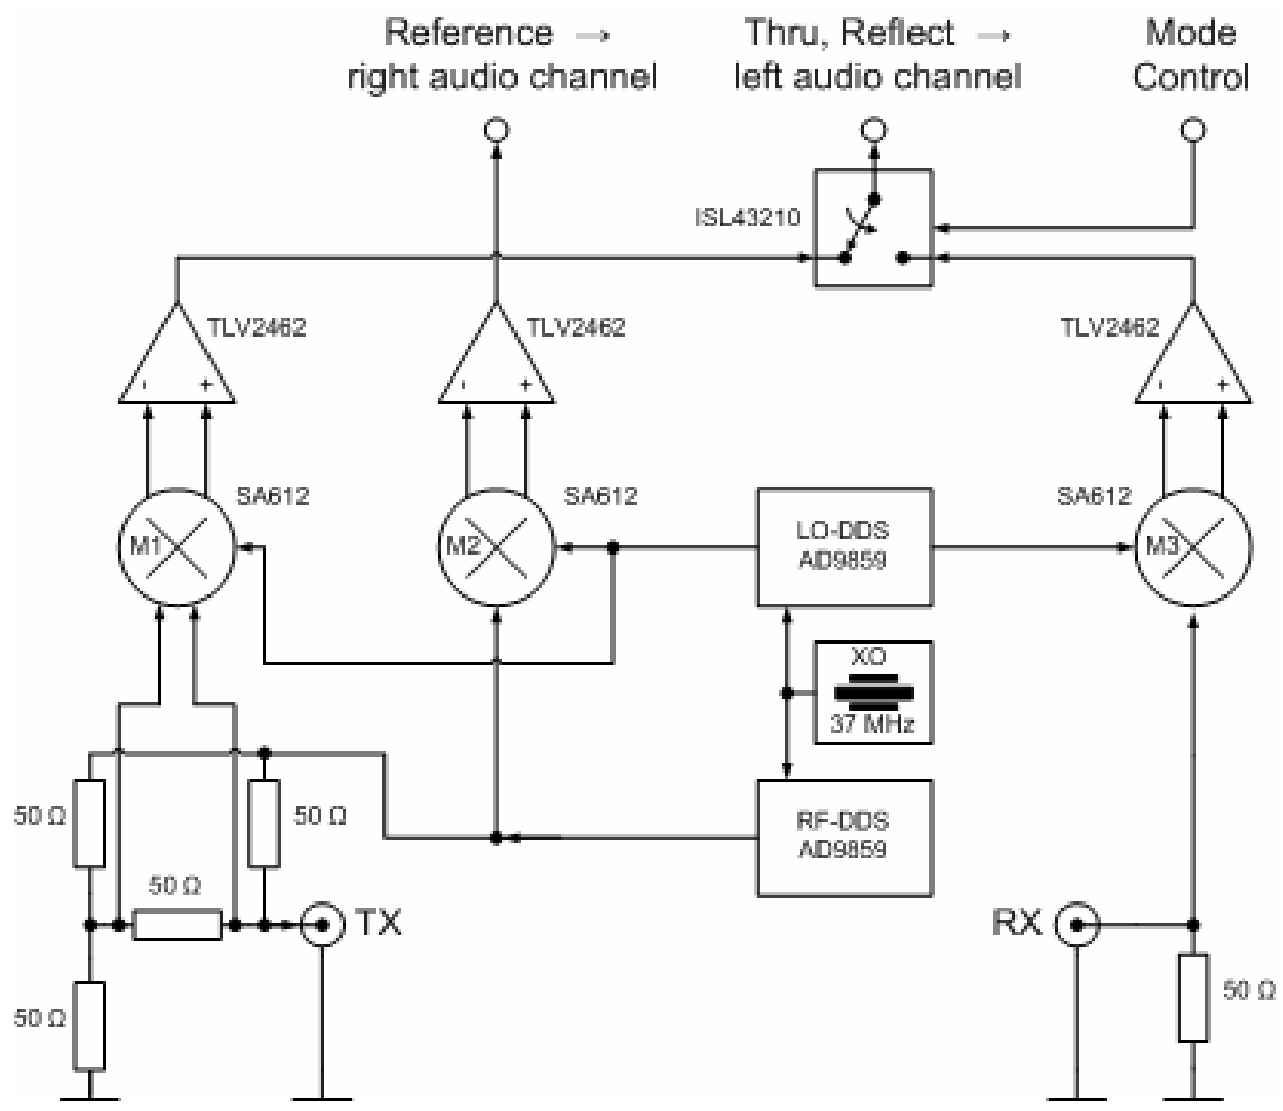 Reference →
right audio channel
Thru, Reflect →
left audio channel
Mode
Control
ISL43210
TLV2462
TLV2462
TLV2462
- +
- +
- +
SA612
SA612
SA612
M1
M2
LO-DDS
AD9859
M3
XO
37 MHz
50 Ω
50 Ω
RF-DDS
AD9859
50 Ω
TX
RX
50 Ω
50 Ω